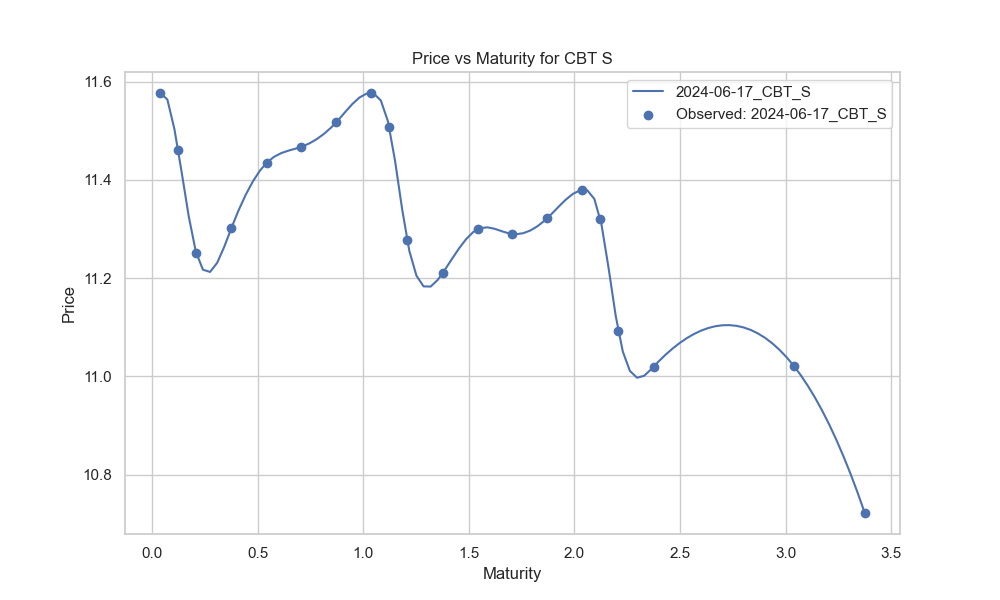 Price vs Maturity for CBT S
2024-06-17_CBT_S
Observed: 2024-06-17_CBT_S
11.6
11.4
11.2
11.0
10.8
Price
0.0 0.5 1.0 1.5 2.0 2.5 3.0 3.5
Maturity